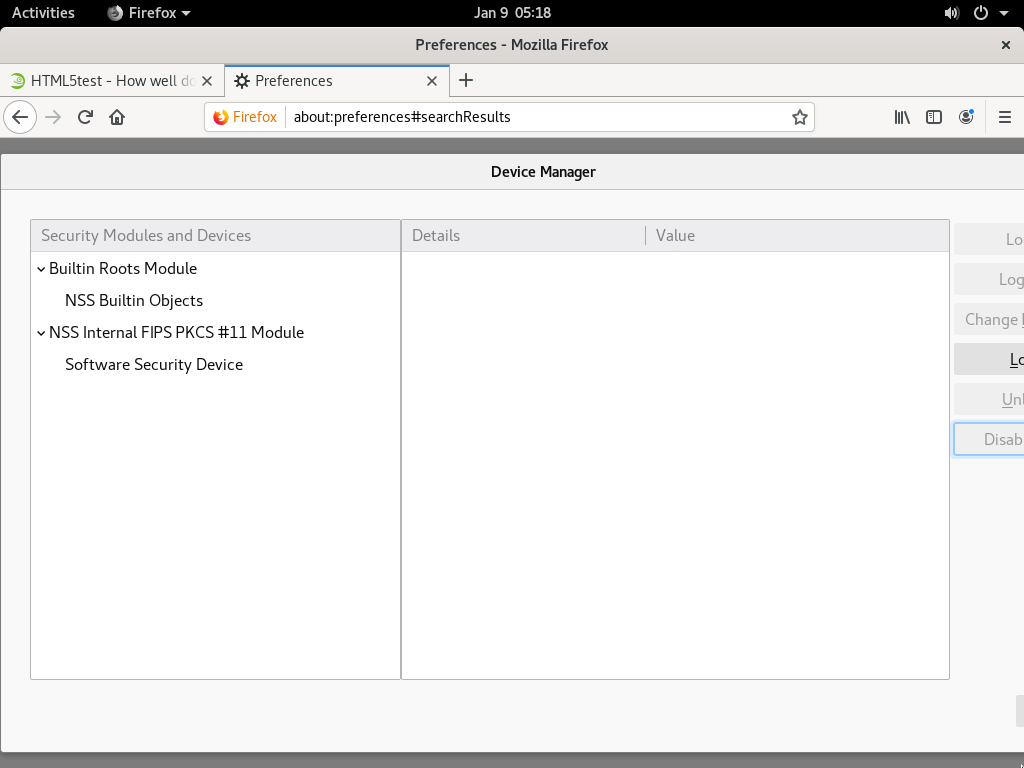 Activities
Firefox
Jan 9 05:18
Preferences - Mozilla Firefox
HTML5test - How well do
Preferences
Firefox
about:preferences#searchResults
Device Manager
Security Modules and Devices
Details
Value
Builtin Roots Module
NSS Builtin Objects
NSS Internal FIPS PKCS #11 Module
Software Security Device
Lo
Log
Change
Lo
Unl
Disab